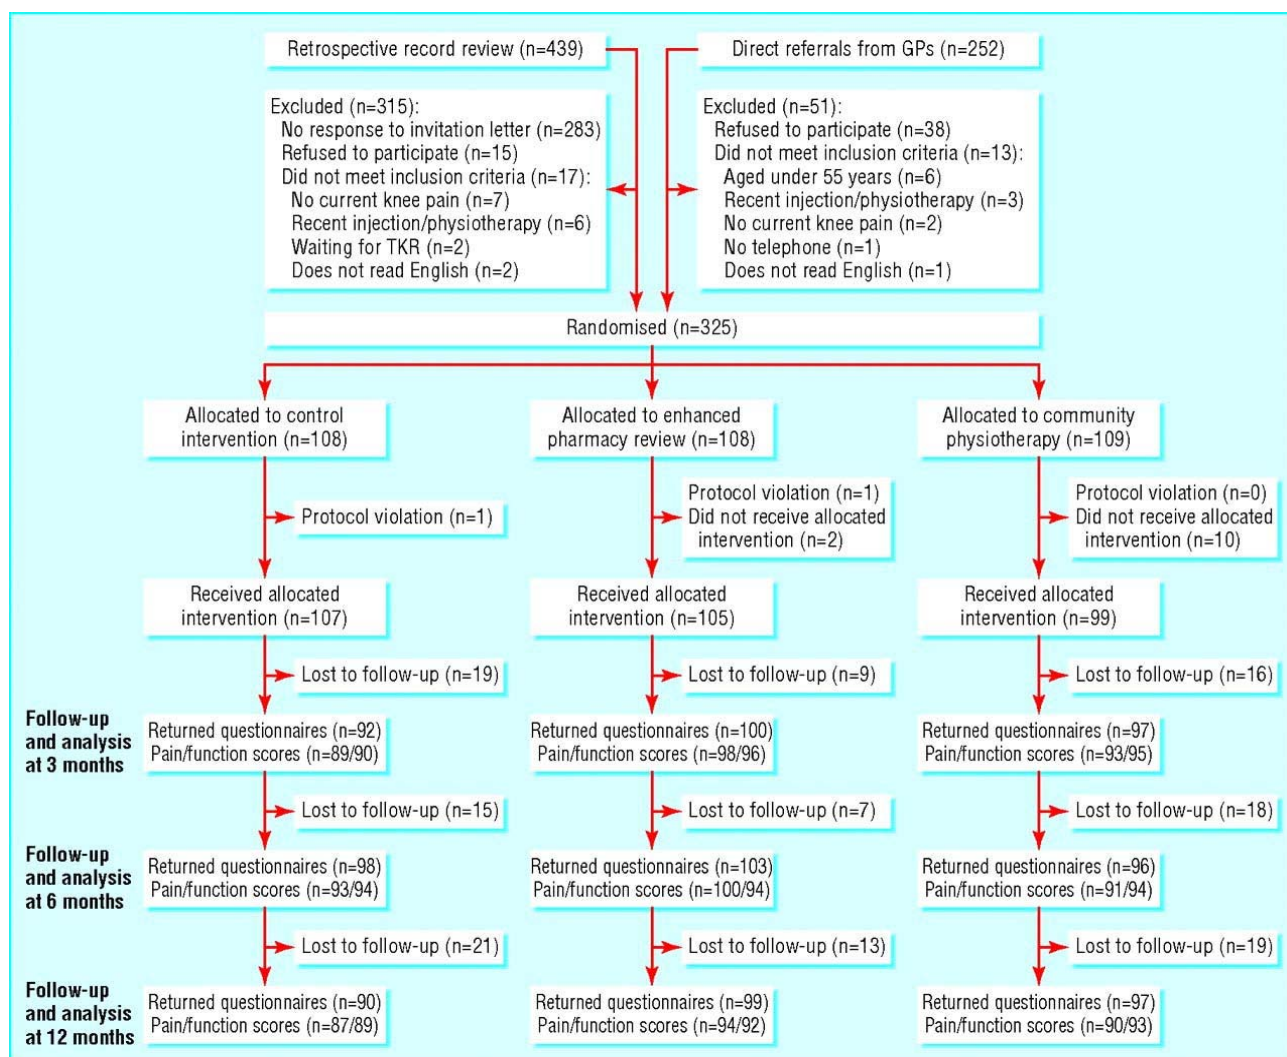 Retrospective record review (n=439)
Direct referrals from GPs (n=252)
Excluded (n=315):
No response to invitation letter (n=283)
Refused to participate (n=15)
Did not meet inclusion criteria (n=17):
No current knee pain (n=7)
Recent injection/physiotherapy (n=6)
Waiting for TKR (n=2)
Does not read English (n=2)
Excluded (n=51):
Refused to participate (n=38)
Did not meet inclusion criteria (n=13):
Aged under 55 years (n=6)
Recent injection/physiotherapy (n=3)
No current knee pain (n=2)
No telephone (n=1)
Does not read English (n=1)
Randomised (n=325)
Allocated to control
intervention (n=108)
Allocated to enhanced
pharmacy review (n=108)
Allocated to community
physiotherapy (n=109)
Protocol violation (n=1)
Protocol violation (n=1)
Did not receive allocated
intervention (n=2)
Protocol violation (n=0)
Did not receive allocated
intervention (n=10)
Received allocated
intervention (n=107)
Received allocated
intervention (n=105)
Received allocated
intervention (n=99)
Lost to follow-up (n=19)
Lost to follow-up (n=9)
Lost to follow-up (n=16)
Follow-up
and analysis
at 3 months
Returned questionnaires (n=92)
Pain/function scores (n=89/90)
Returned questionnaires (n=100)
Pain/function scores (n=98/96)
Returned questionnaires (n=97)
Pain/function scores (n=93/95)
Lost to follow-up (n=15)
Lost to follow-up (n=7)
Lost to follow-up (n=18)
Follow-up
and analysis
at 6 months
Returned questionnaires (n=98)
Pain/function scores (n=93/94)
Returned questionnaires (n=103)
Pain/function scores (n=100/94)
Returned questionnaires (n=96)
Pain/function scores (n=91/94)
Lost to follow-up (n=21)
Lost to follow-up (n=13)
Lost to follow-up (n=19)
Follow-up
and analysis
at 12 months
Returned questionnaires (n=90)
Pain/function scores (n=87/89)
Returned questionnaires (n=99)
Pain/function scores (n=94/92)
Returned questionnaires (n=97)
Pain/function scores (n=90/93)